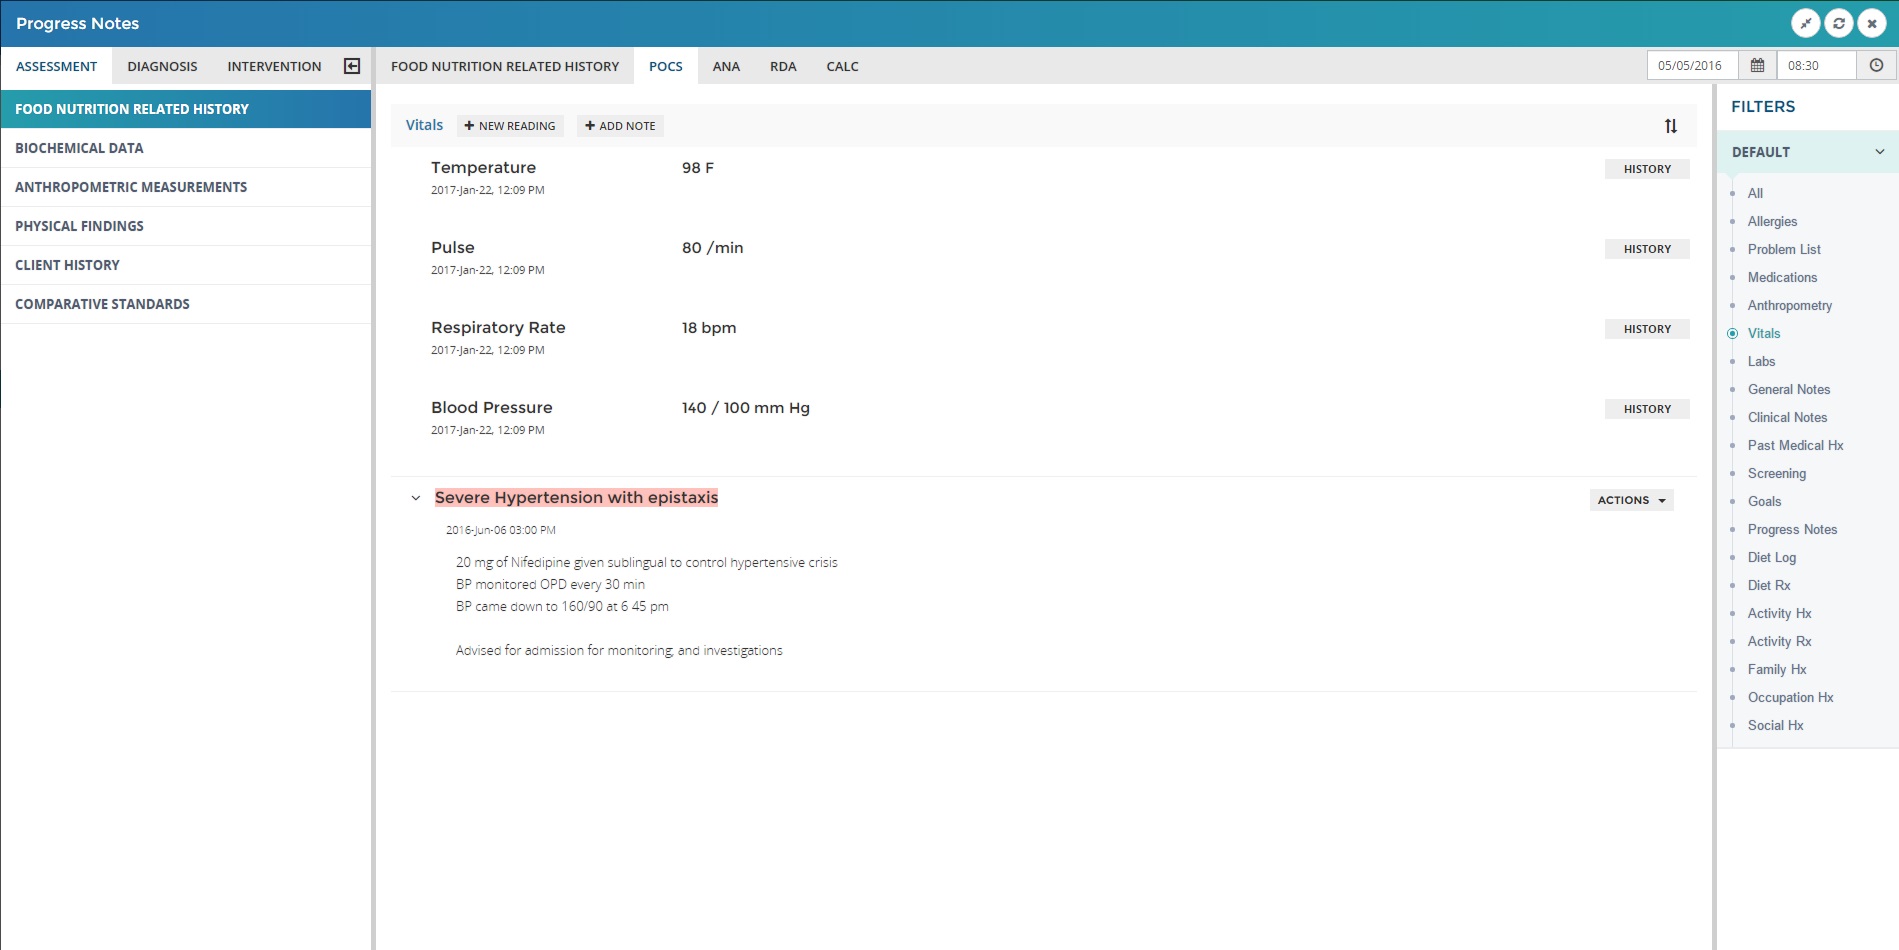 Progress Notes
ASSESSMENT DIAGNOSIS INTERVENTION
FOOD NUTRITION RELATED HISTORY POCS ANA RDA CALC
05/05/2016 08:30
FOOD NUTRITION RELATED HISTORY
BIOCHEMICAL DATA
ANTHROPOMETRIC MEASUREMENTS
PHYSICAL FINDINGS
CLIENT HISTORY
COMPARATIVE STANDARDS
Vitals + NEW READING + ADD NOTE
Temperature 98 F HISTORY
2017-Jan-22, 12:09 PM
Pulse 80 /min HISTORY
2017-Jan-22, 12:09 PM
Respiratory Rate 18 bpm HISTORY
2017-Jan-22, 12:09 PM
Blood Pressure 140 / 100 mm Hg HISTORY
2017-Jan-22, 12:09 PM
Severe Hypertension with epistaxis ACTIONS
2016-Jun-06 03:00 PM
20 mg of Nifedipine given sublingual to control hypertensive crisis
BP monitored OPD every 30 min
BP came down to 160/90 at 6 45 pm
Advised for admission for monitoring, and investigations
FILTERS
DEFAULT
All
Allergies
Problem List
Medications
Anthropometry
Vitals
Labs
General Notes
Clinical Notes
Past Medical Hx
Screening
Goals
Progress Notes
Diet Log
Diet Rx
Activity Hx
Activity Rx
Family Hx
Occupation Hx
Social Hx